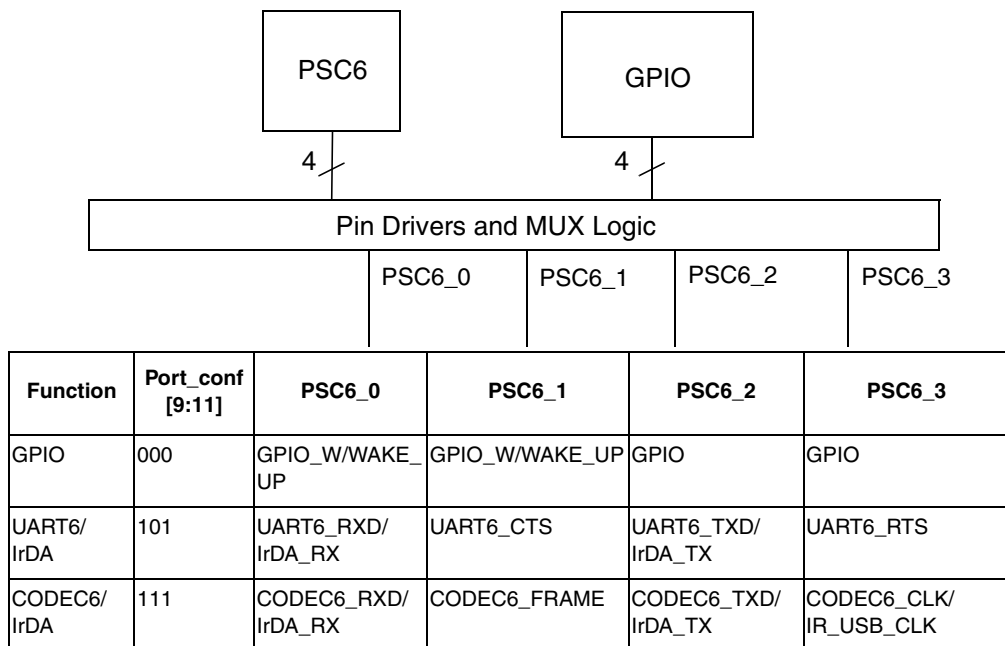 PSC6
GPIO
4
4
Pin Drivers and MUX Logic
PSC6_0
PSC6_1
PSC6_2
PSC6_3
Function
Port_conf
[9:11]
PSC6_0
PSC6_1
PSC6_2
PSC6_3
GPIO
000
GPIO_W/WAKE_
UP
GPIO_W/WAKE_UP
GPIO
GPIO
UART6/
IrDA
101
UART6_RXD/
IrDA_RX
UART6_CTS
UART6_TXD/
IrDA_TX
UART6_RTS
CODEC6/
IrDA
111
CODEC6_RXD/
IrDA_RX
CODEC6_FRAME
CODEC6_TXD/
IrDA_TX
CODEC6_CLK/
IR_USB_CLK